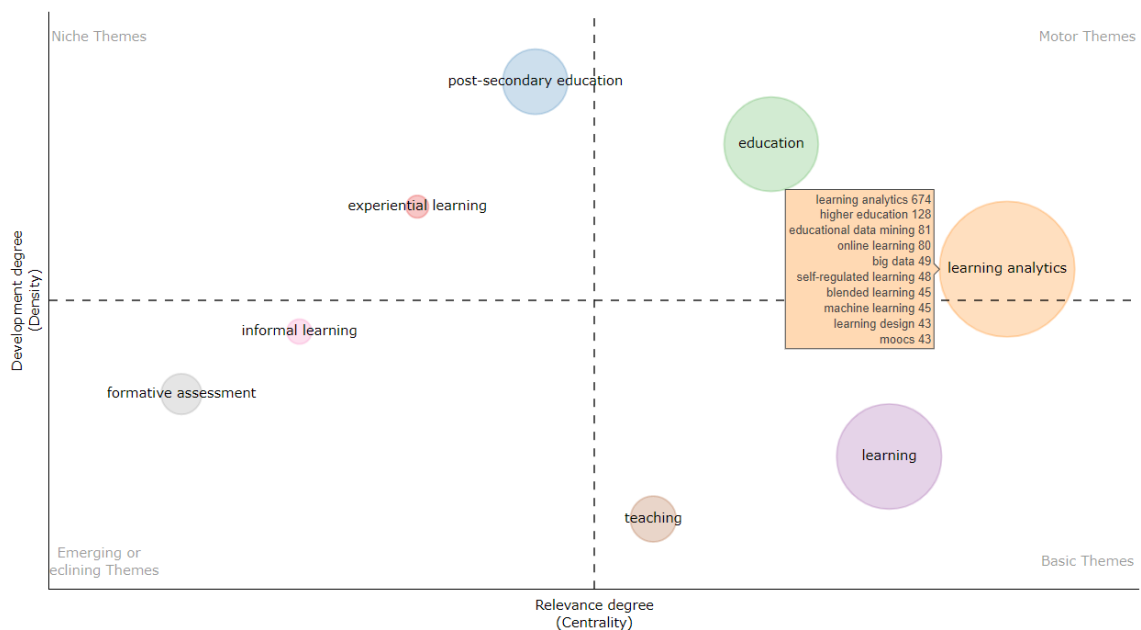 Niche Themes
Motor Themes
post-secondary education
education
learning analytics 674
higher education 128
educational data mining 81
online learning 80
big data 49
self-regulated learning 48
blended learning 45
machine learning 45
learning design 43
moocs 43
experiential learning
learning analytics
informal learning
formative assessment
learning
teaching
Emerging or
eclining Themes
Basic Themes
Development degree
(Density)
Relevance degree
(Centrality)